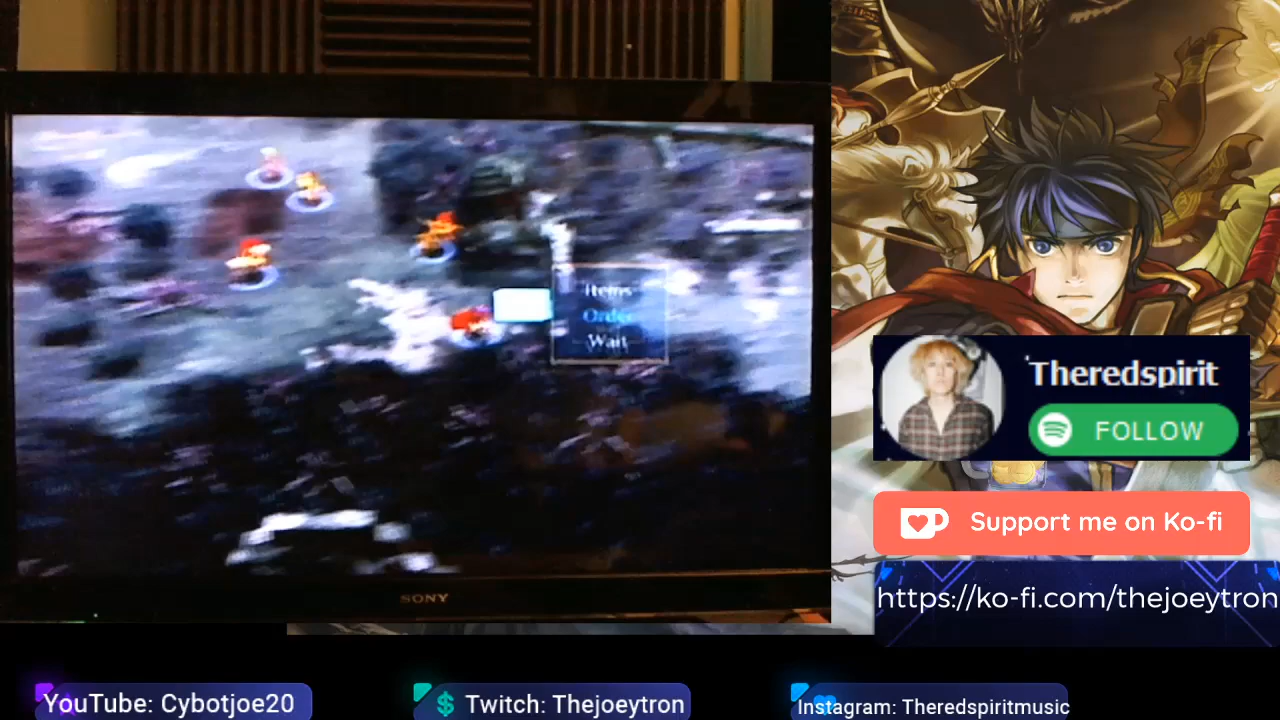 Items
Order
Wait
SONY
Theredspirit
FOLLOW
Support me on Ko-fi
https://ko-fi.com/thejoeytron
YouTube: Cybotjoe20
Twitch: Thejoeytron
Instagram: Theredspiritmusic